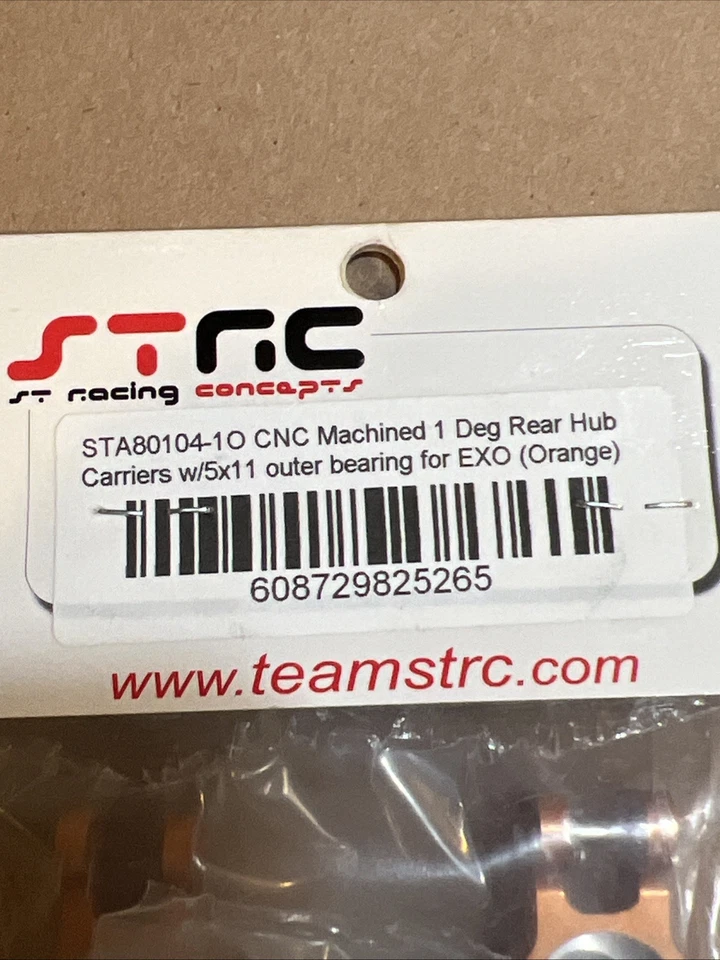 STRC
ST Racing concepts
STA80104-1O CNC Machined 1 Deg Rear Hub
Carriers w/5x11 outer bearing for EXO (Orange)
608729825265
www.teamstrc.com